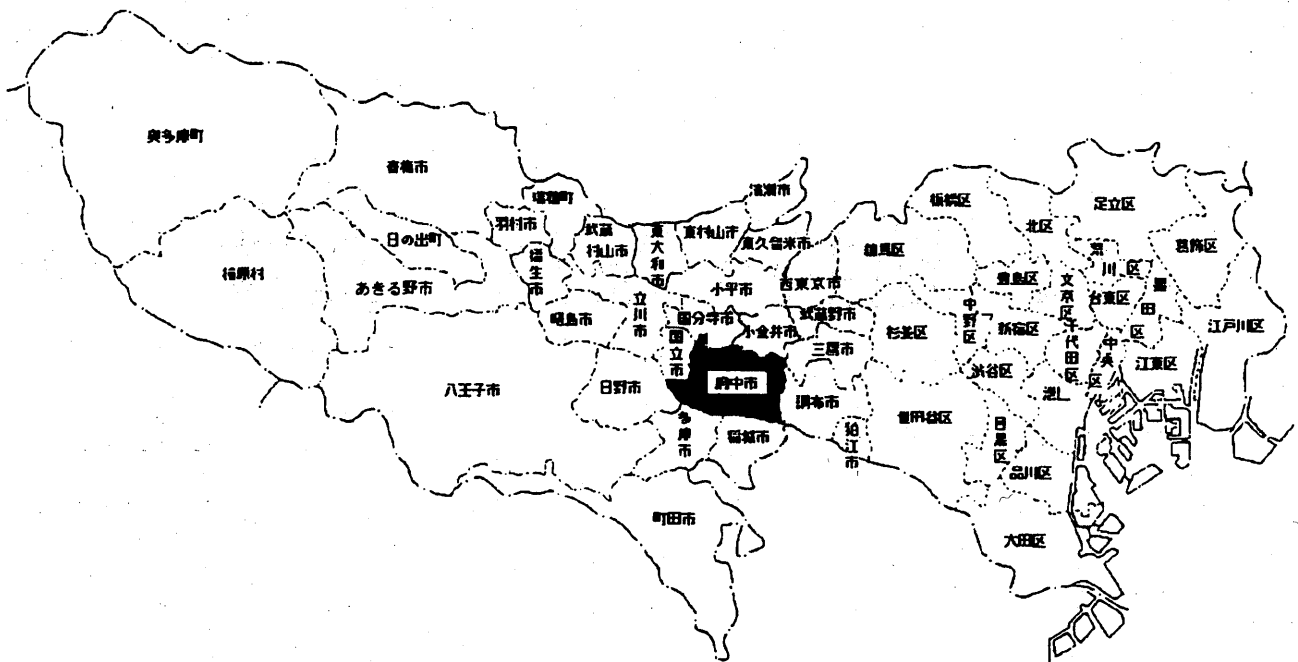 奥多摩町
青梅市
瑞穂町
清瀬市
板橋区
足立区
羽村市
武蔵
村山市
東大和市
東村山市
東久留米市
練馬区
北区
荒川区
葛飾区
日の出町
檜原村
あきる野市
福生市
小平市
西東京市
豊島区
文京区
台東区
墨田区
昭島市
立川市
国分寺市
小金井市
武蔵野市
杉並区
中野区
新宿区
千代田区
江戸川区
国立市
三鷹市
渋谷区
中央区
江東区
八王子市
日野市
府中市
調布市
世田谷区
目黒区
多摩市
稲城市
狛江市
品川区
町田市
大田区